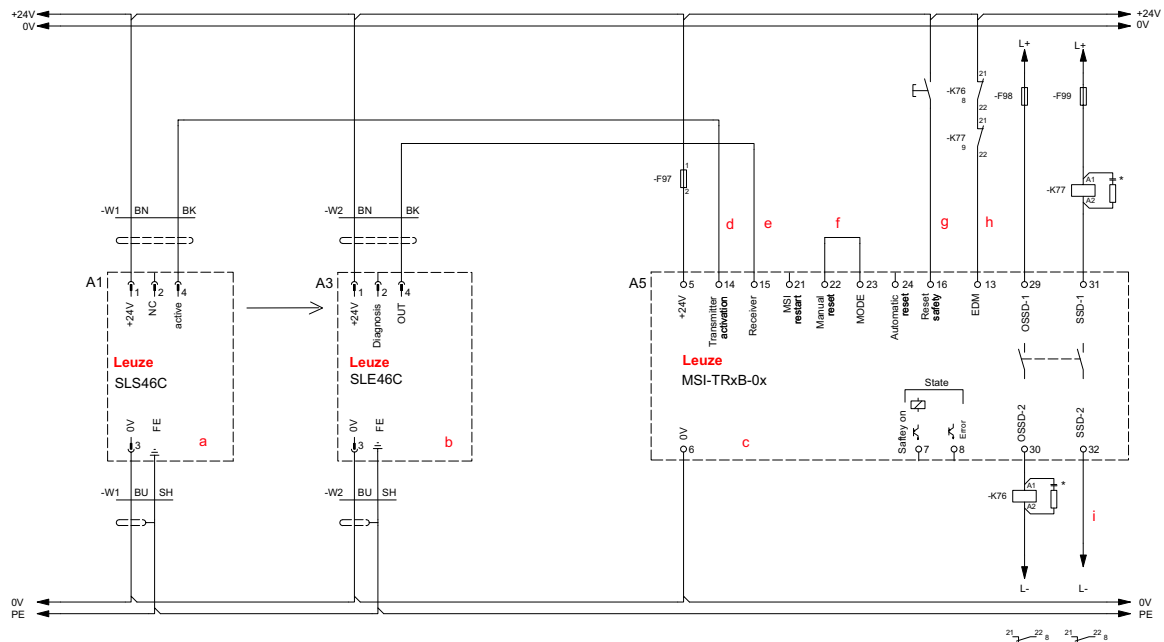 +24V +24V
0V 0V
L+ L+
21
-K76
8
22
-F98 -F99
21
-K77
9
22
1
-F97
2
-K77 A1 *
A2
-W1 BN BK
-W2 BN BK
d e f g h
A1 1 2 4
A3 1 2 4
A5 5 14 15 21 22 23 24 16 13 29 31
+24V NC active
+24V Diagnosis OUT
+24V
Transmitter activation
Receiver
MSI restart
Manual reset
MODE
Automatic reset
Reset safety
EDM
OSSD-1
SSD-1
Leuze
SLS46C
Leuze
SLE46C
Leuze
MSI-TRxB-0x
State
Saftey on
Error
OSSD-2
SSD-2
0V FE
0V FE
0V
a b c
3 3 6 7 8 30 32
-W1 BU SH
-W2 BU SH
-K76 A1 *
A2
i
L- L-
0V 0V
PE PE
21 22 8 21 22 8